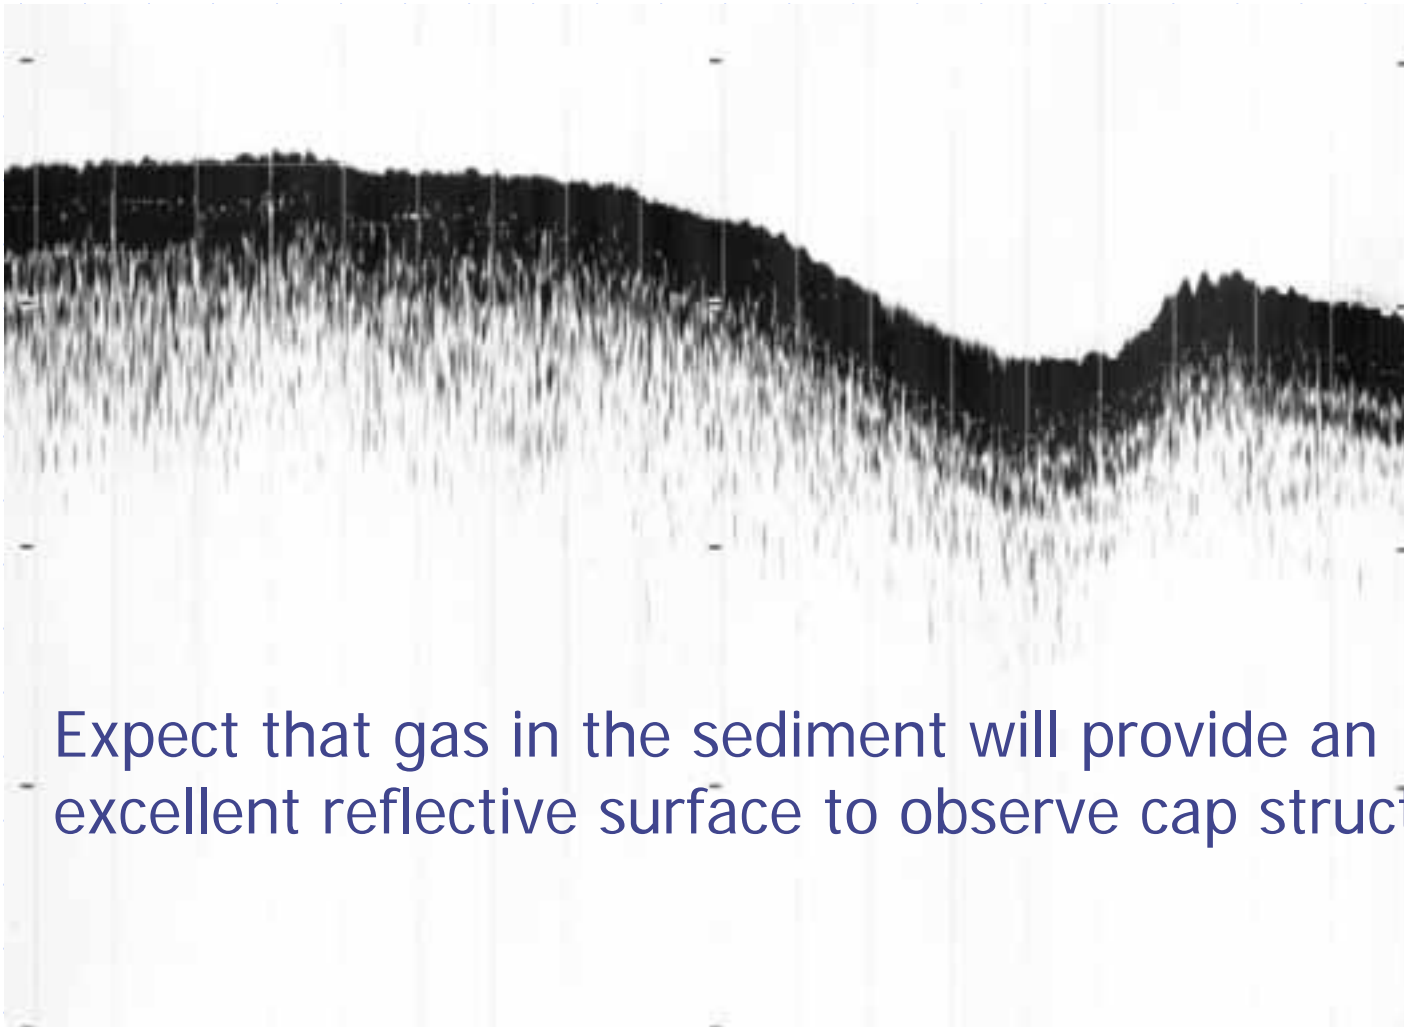 Expect that gas in the sediment will provide an
excellent reflective surface to observe cap